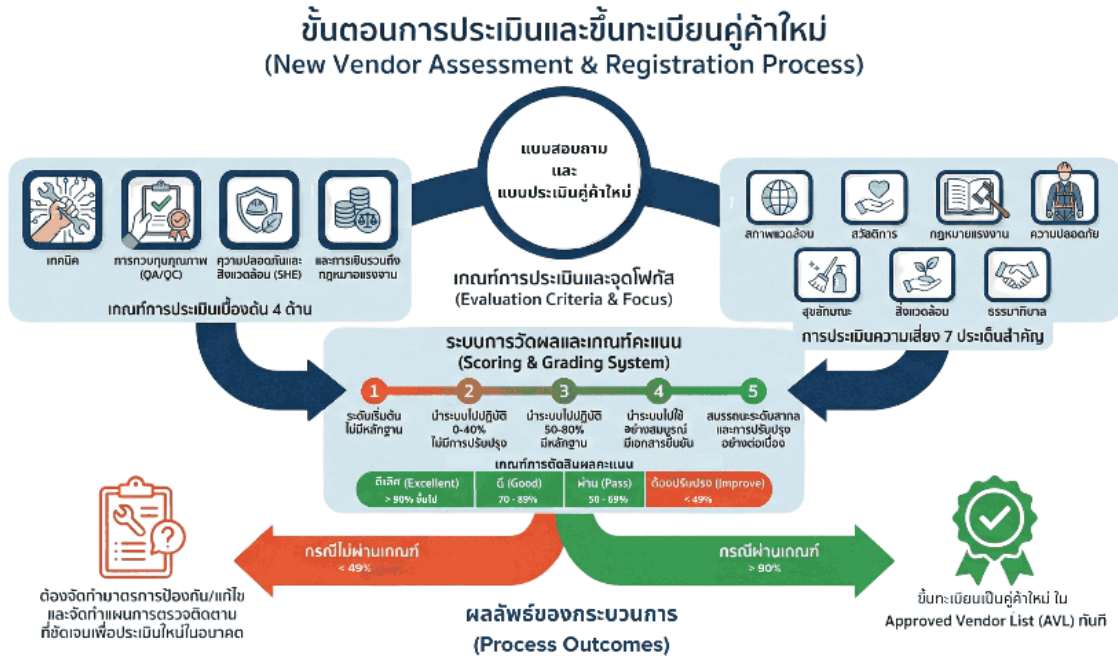 ขั้นตอนการประเมินและขึ้นทะเบียนคู่ค้าใหม่
(New Vendor Assessment & Registration Process)
แบบสอบถาม
และ
แบบประเมินคู่ค้าใหม่
เทคนิค
การควบคุมคุณภาพ
(QA/QC)
ความปลอดภัยและ
สิ่งแวดล้อม (SHE)
และการเงินรวมถึง
กฎหมายแรงงาน
เกณฑ์การประเมินเบื้องต้น 4 ด้าน
เกณฑ์การประเมินและจุดโฟกัส
(Evaluation Criteria & Focus)
สภาพแวดล้อม
สวัสดิการ
กฎหมายแรงงาน
ความปลอดภัย
สุขลักษณะ
สิ่งแวดล้อม
ธรรมาภิบาล
การประเมินความเสี่ยง 7 ประเด็นสำคัญ
ระบบการวัดผลและเกณฑ์คะแนน
(Scoring & Grading System)
1
2
3
4
5
ระดับเริ่มต้น
ไม่มีหลักฐาน
นำระบบไปปฏิบัติ
0-40%
ไม่มีการปรับปรุง
นำระบบไปปฏิบัติ
50-80%
มีหลักฐาน
นำระบบไปใช้
อย่างสมบูรณ์
มีเอกสารยืนยัน
สมรรถนะระดับสากล
และการปรับปรุง
อย่างต่อเนื่อง
เกณฑ์การตัดสินผลคะแนน
ดีเลิศ (Excellent)
> 90% ขึ้นไป
ดี (Good)
70 - 89%
ผ่าน (Pass)
50 - 69%
ต้องปรับปรุง (Improve)
< 49%
กรณีไม่ผ่านเกณฑ์
< 49%
กรณีผ่านเกณฑ์
> 90%
ต้องจัดทำมาตรการป้องกัน/แก้ไข
และจัดทำแผนการตรวจติดตาม
ที่ชัดเจนเพื่อประเมินใหม่ในอนาคต
ผลลัพธ์ของกระบวนการ
(Process Outcomes)
ขึ้นทะเบียนเป็นคู่ค้าใหม่ ใน
Approved Vendor List (AVL) ทันที